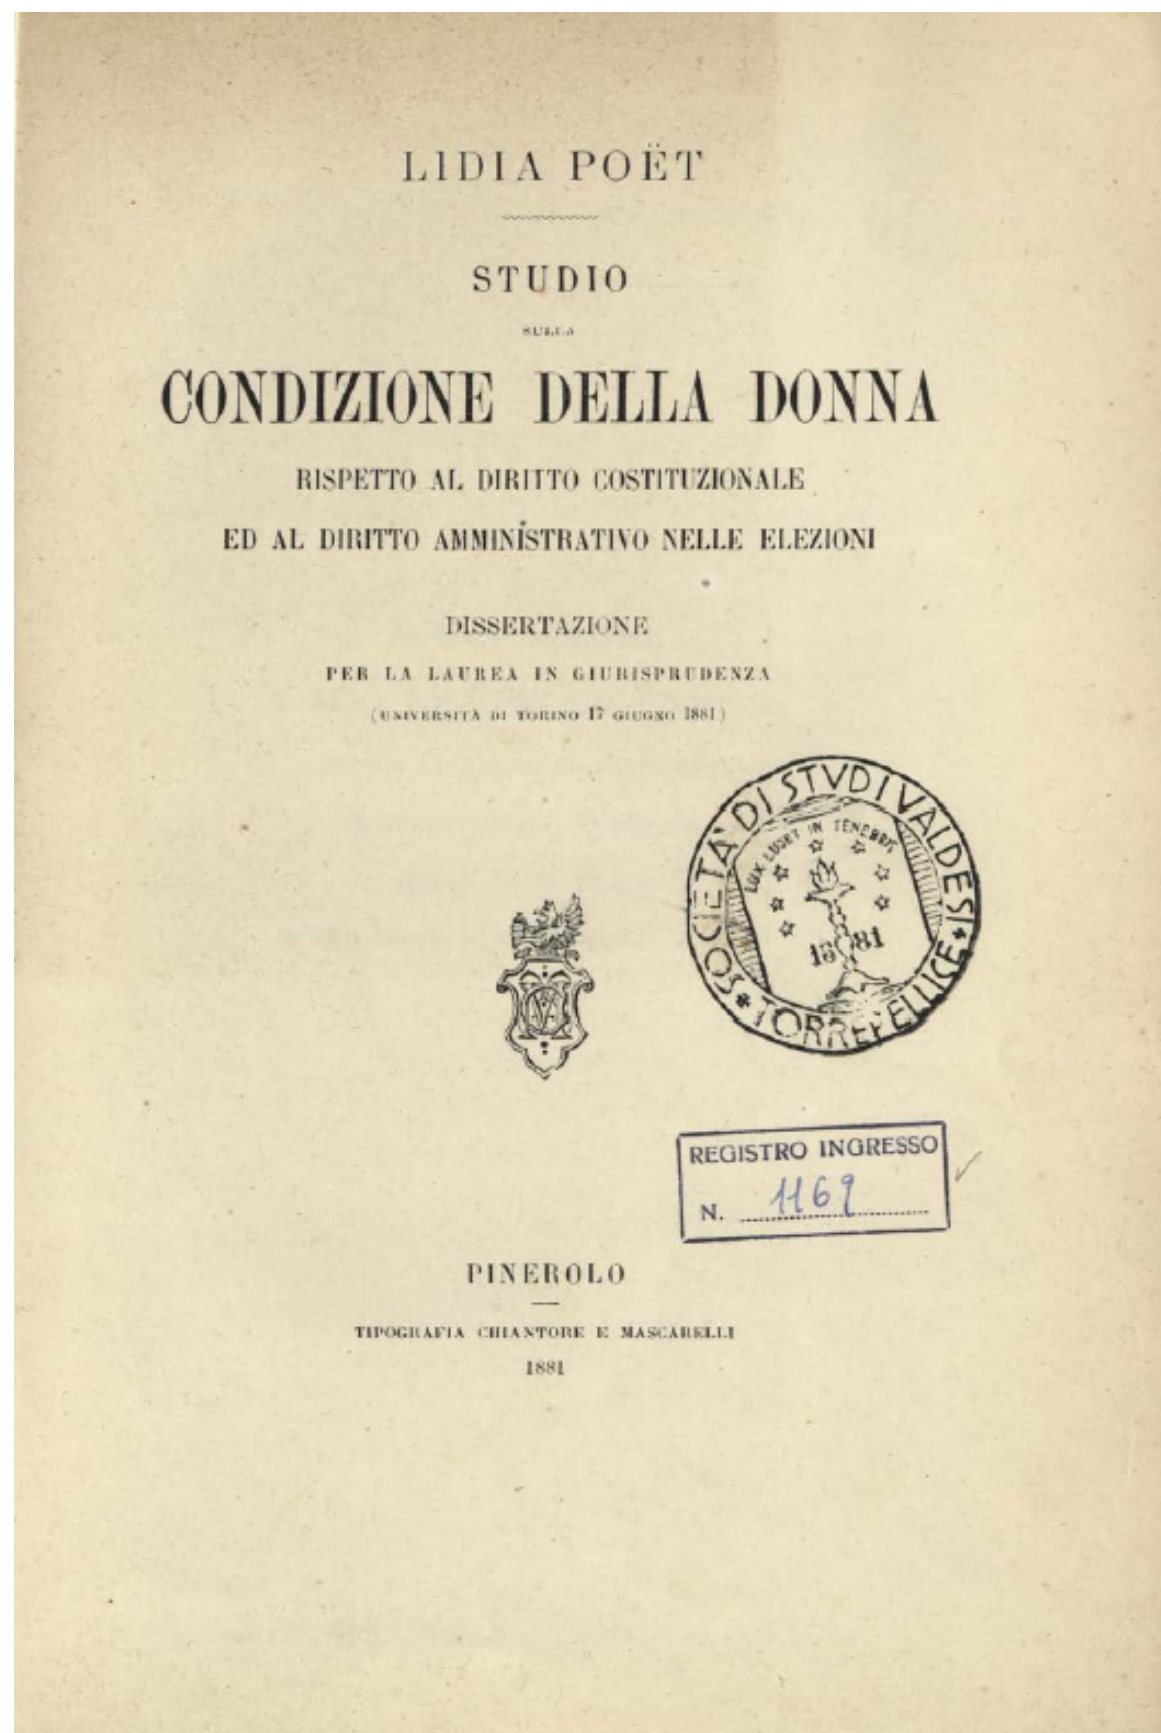 LIDIA POËT
STUDIO
SULLA
CONDIZIONE DELLA DONNA
RISPETTO AL DIRITTO COSTITUZIONALE
ED AL DIRITTO AMMINISTRATIVO NELLE ELEZIONI
DISSERTAZIONE
PER LA LAUREA IN GIURISPRUDENZA
(UNIVERSITÀ DI TORINO 17 GIUGNO 1881)
SOCIETA' DI STVDI VALDESI * TORRE PELLICE *
LUX LUCET IN TENEBRIS
1881
REGISTRO INGRESSO
N. 1169
PINEROLO
TIPOGRAFIA CHIANTORE E MASCARELLI
1881